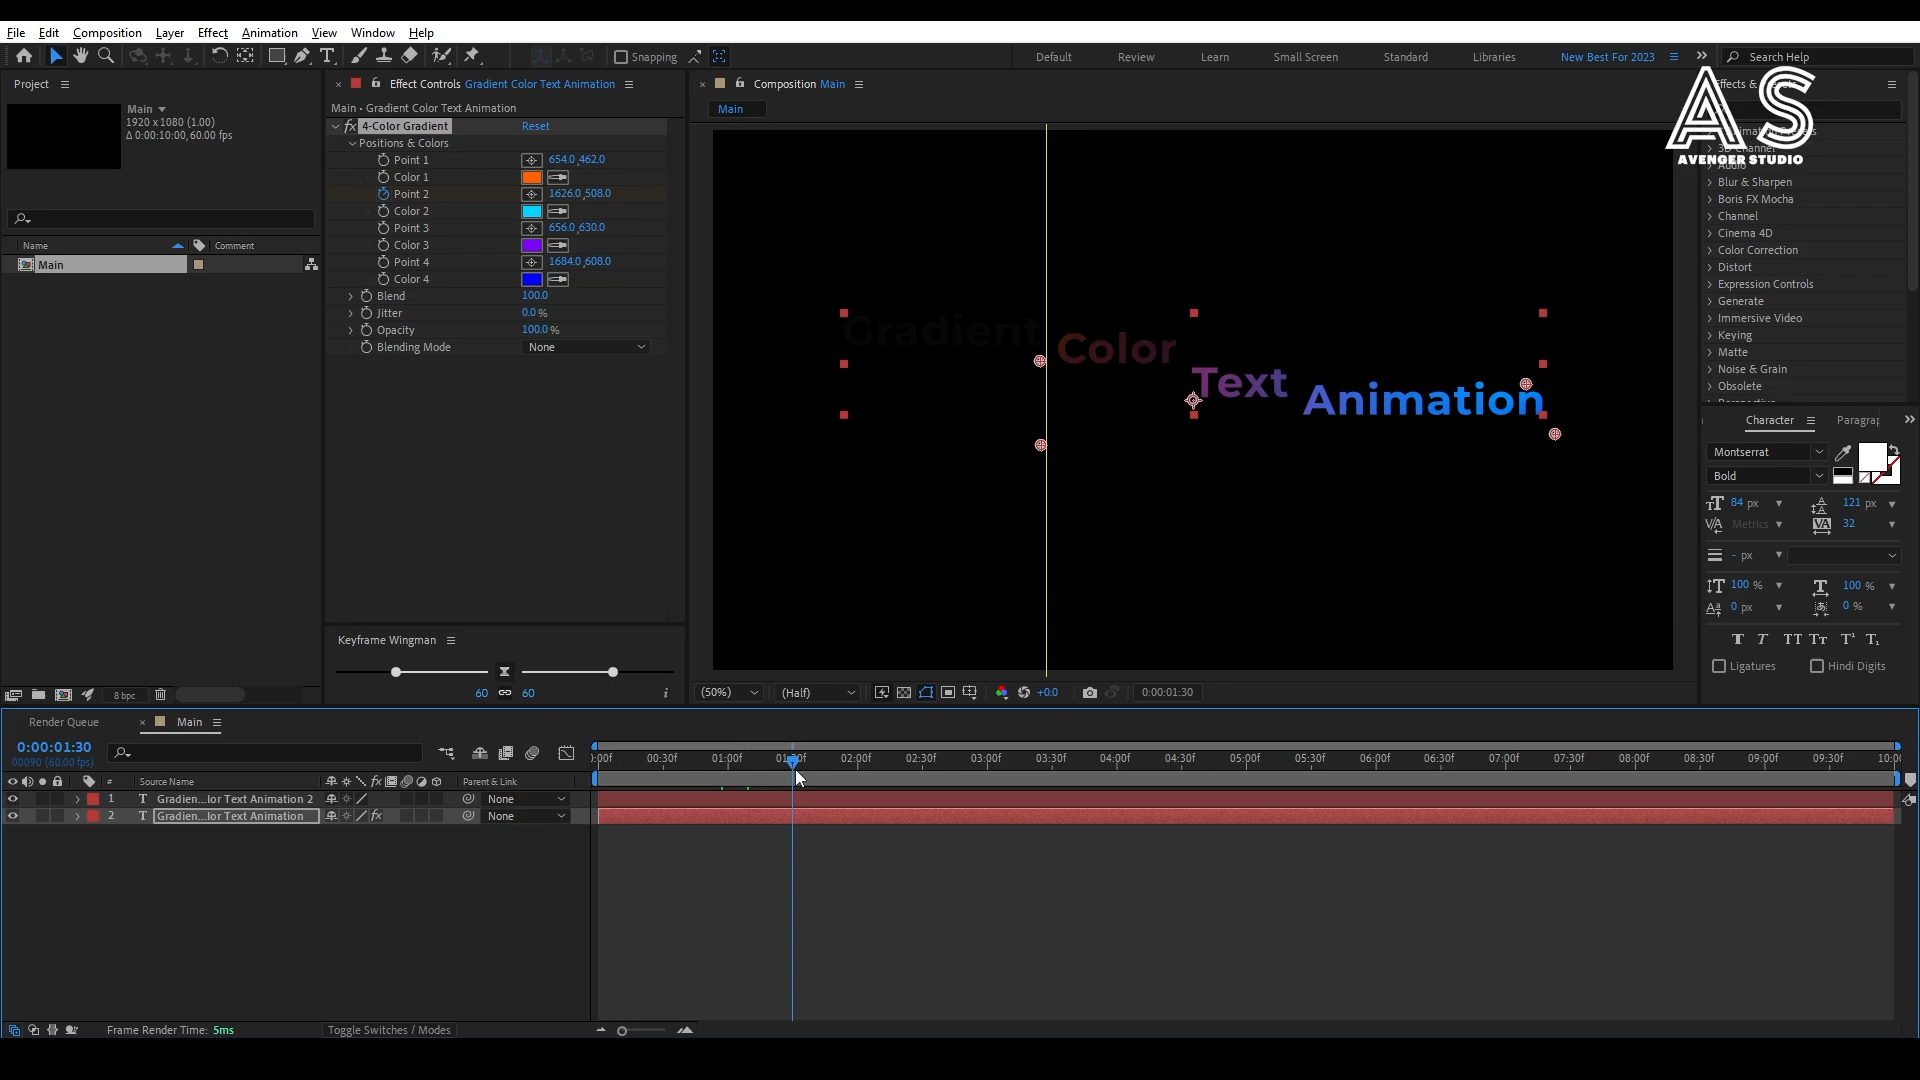 File Edit Composition Layer Effect Animation View Window Help
Snapping
Default Review Learn Small Screen Standard Libraries New Best For 2023 Search Help
AS
AVENGER STUDIO
Project
Main
1920 x 1080 (1.00)
Δ 0:00:10:00, 60.00 fps
Name Comment
Main
8 bpc
Effect Controls Gradient Color Text Animation
Main • Gradient Color Text Animation
fx 4-Color Gradient Reset
Positions & Colors
Point 1 654.0,462.0
Color 1
Point 2 1626.0,508.0
Color 2
Point 3 656.0,630.0
Color 3
Point 4 1684.0,608.0
Color 4
Blend 100.0
Jitter 0.0 %
Opacity 100.0 %
Blending Mode None
Keyframe Wingman
60 60
Composition Main
Main
Gradient Color Text Animation
(50%) (Half) +0.0 0:00:01:30
3D Channel
Audio
Blur & Sharpen
Boris FX Mocha
Channel
Cinema 4D
Color Correction
Distort
Expression Controls
Generate
Immersive Video
Keying
Matte
Noise & Grain
Obsolete
Character Paragra
Montserrat
Bold
84 px 121 px
Metrics 32
- px
100 % 100 %
0 px 0 %
T T TT Tt T¹ T₁
Ligatures Hindi Digits
Render Queue Main
0:00:01:30
00090 (60.00 fps)
:00f 00:30f 01:00f 02:00f 02:30f 03:00f 03:30f 04:00f 04:30f 05:00f 05:30f 06:00f 06:30f 07:00f 07:30f 08:00f 08:30f 09:00f 09:30f 10:0
# Source Name fx Parent & Link
1 T Gradien...lor Text Animation 2 None
2 T Gradien...lor Text Animation fx None
Frame Render Time: 5ms Toggle Switches / Modes